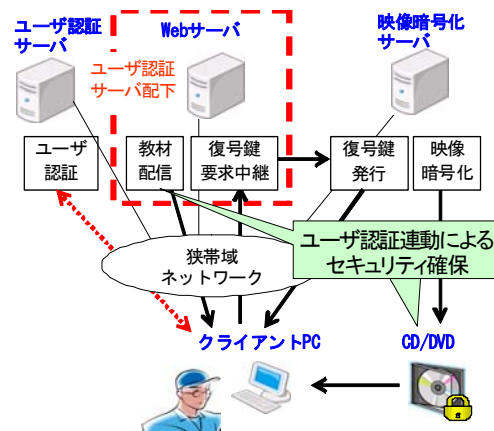 ユーザ認証
サーバ
Webサーバ
映像暗号化
サーバ
ユーザ認証
サーバ配下
ユーザ
認証
教材
配信
復号鍵
要求中継
復号鍵
発行
映像
暗号化
ユーザ認証連動による
セキュリティ確保
狭帯域
ネットワーク
クライアントPC
CD/DVD